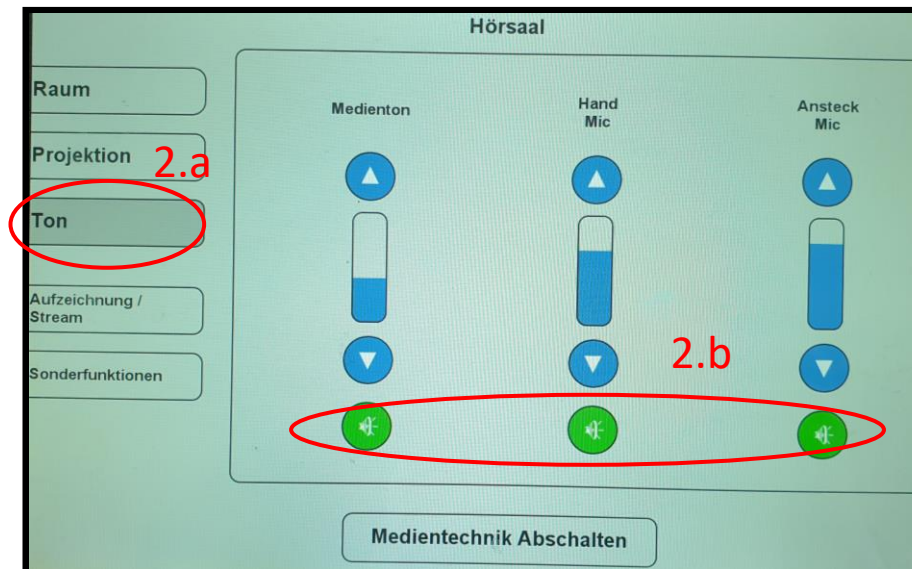 Hörsaal
Raum
Projektion
2.a
Ton
Aufzeichnung /
Stream
Sonderfunktionen
Medienton
Hand
Mic
Ansteck
Mic
2.b
Medientechnik Abschalten